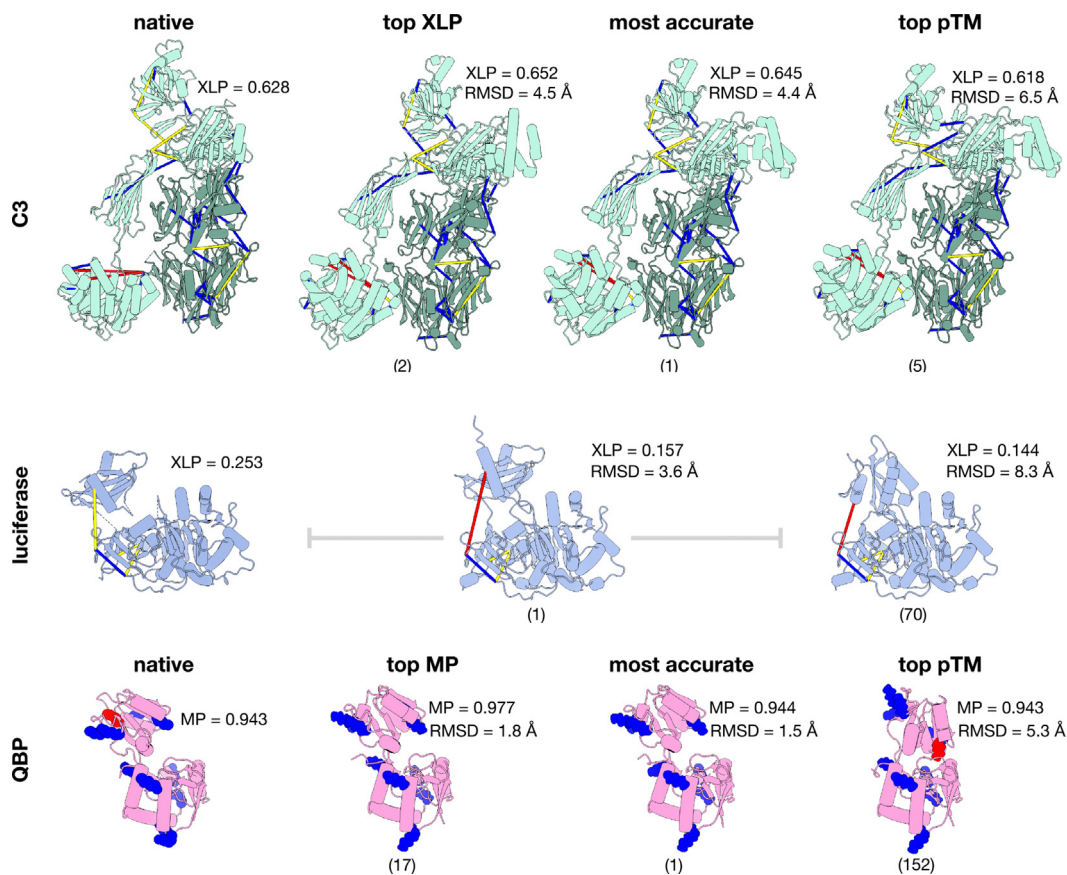 native
top XLP
most accurate
top pTM
C3
XLP = 0.628
XLP = 0.652
RMSD = 4.5 Å
XLP = 0.645
RMSD = 4.4 Å
XLP = 0.618
RMSD = 6.5 Å
(2)
(1)
(5)
luciferase
XLP = 0.253
XLP = 0.157
RMSD = 3.6 Å
XLP = 0.144
RMSD = 8.3 Å
(1)
(70)
native
top MP
most accurate
top pTM
QBP
MP = 0.943
MP = 0.977
RMSD = 1.8 Å
MP = 0.944
RMSD = 1.5 Å
MP = 0.943
RMSD = 5.3 Å
(17)
(1)
(152)